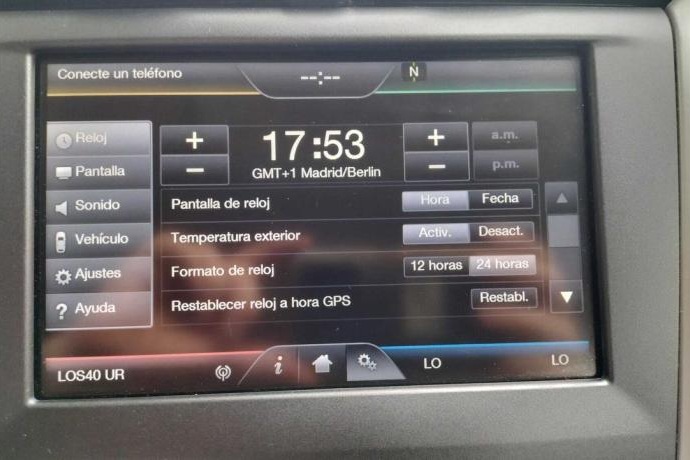 Conecte un teléfono
--:--
N
Reloj
Pantalla
Sonido
Vehículo
Ajustes
Ayuda
+ 17:53 + a.m.
− GMT+1 Madrid/Berlin − p.m.
Pantalla de reloj Hora Fecha
Temperatura exterior Activ. Desact.
Formato de reloj 12 horas 24 horas
Restablecer reloj a hora GPS Restabl.
LOS40 UR
i
LO
LO